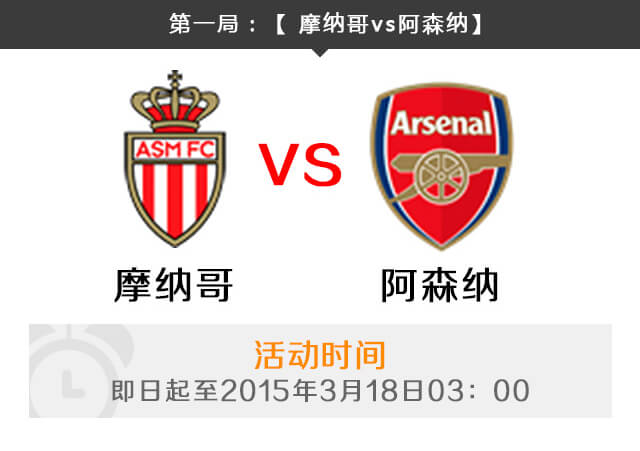 第一局：【 摩纳哥vs阿森纳】
ASM FC
VS
Arsenal
摩纳哥
阿森纳
活动时间
即日起至2015年3月18日03：00